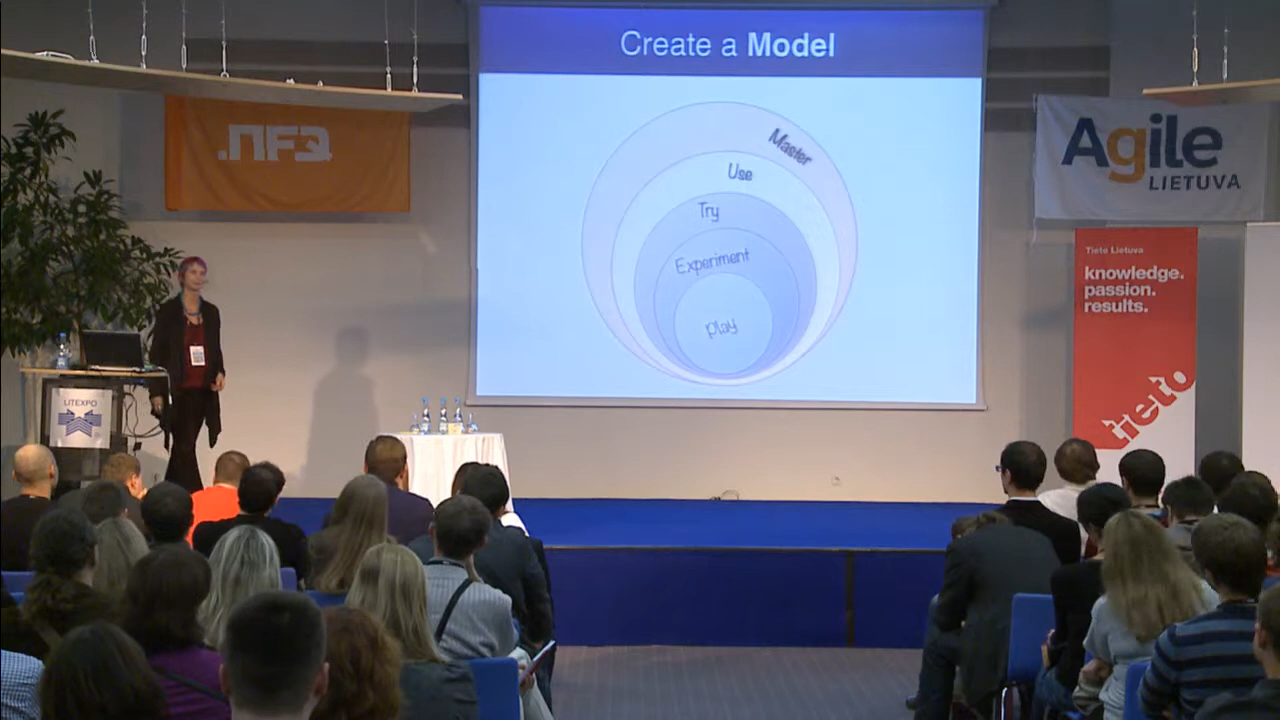 Create a Model
Master
Use
Try
Experiment
play
.NFQ
Agile
LIETUVA
Tieto Lietuva
knowledge.
passion.
results.
tieto
LITEXPO